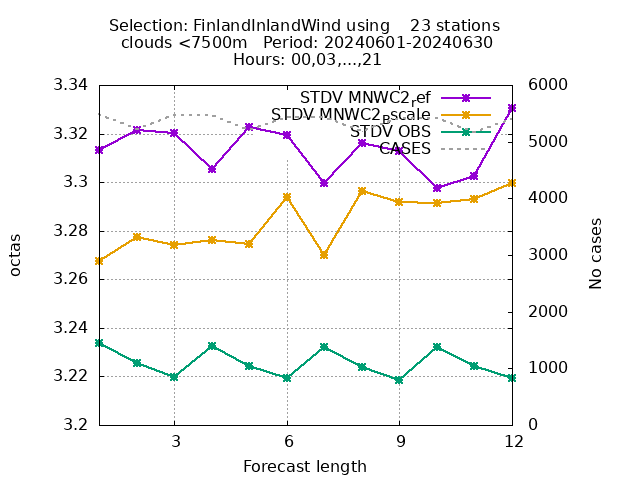 Selection: FinlandInlandWind using    23 stations
clouds <7500m   Period: 20240601-20240630
Hours: 00,03,...,21
STDV MNWC2_ref
STDV MNWC2_Bscale
STDV OBS
CASES
3.34
3.32
3.3
3.28
3.26
3.24
3.22
3.2
6000
5000
4000
3000
2000
1000
0
octas
No cases
3 6 9 12
Forecast length